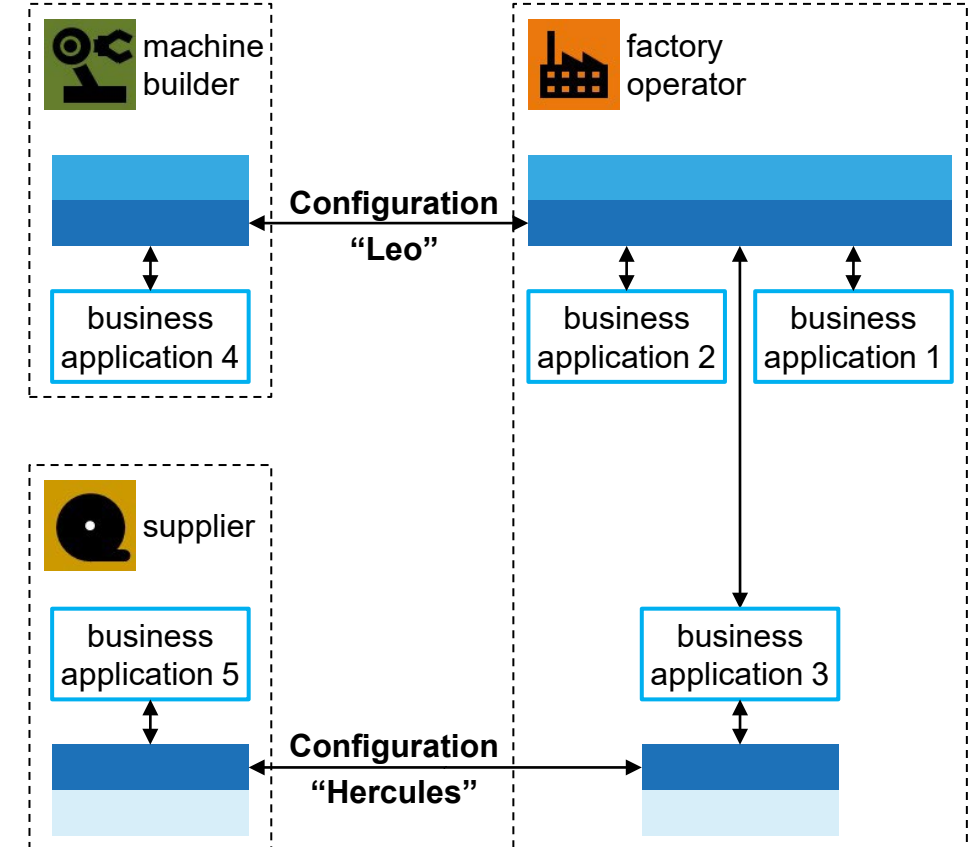 machine
builder
factory
operator
Configuration
“Leo”
business
application 4
business
application 2
business
application 1
supplier
business
application 5
business
application 3
Configuration
“Hercules”